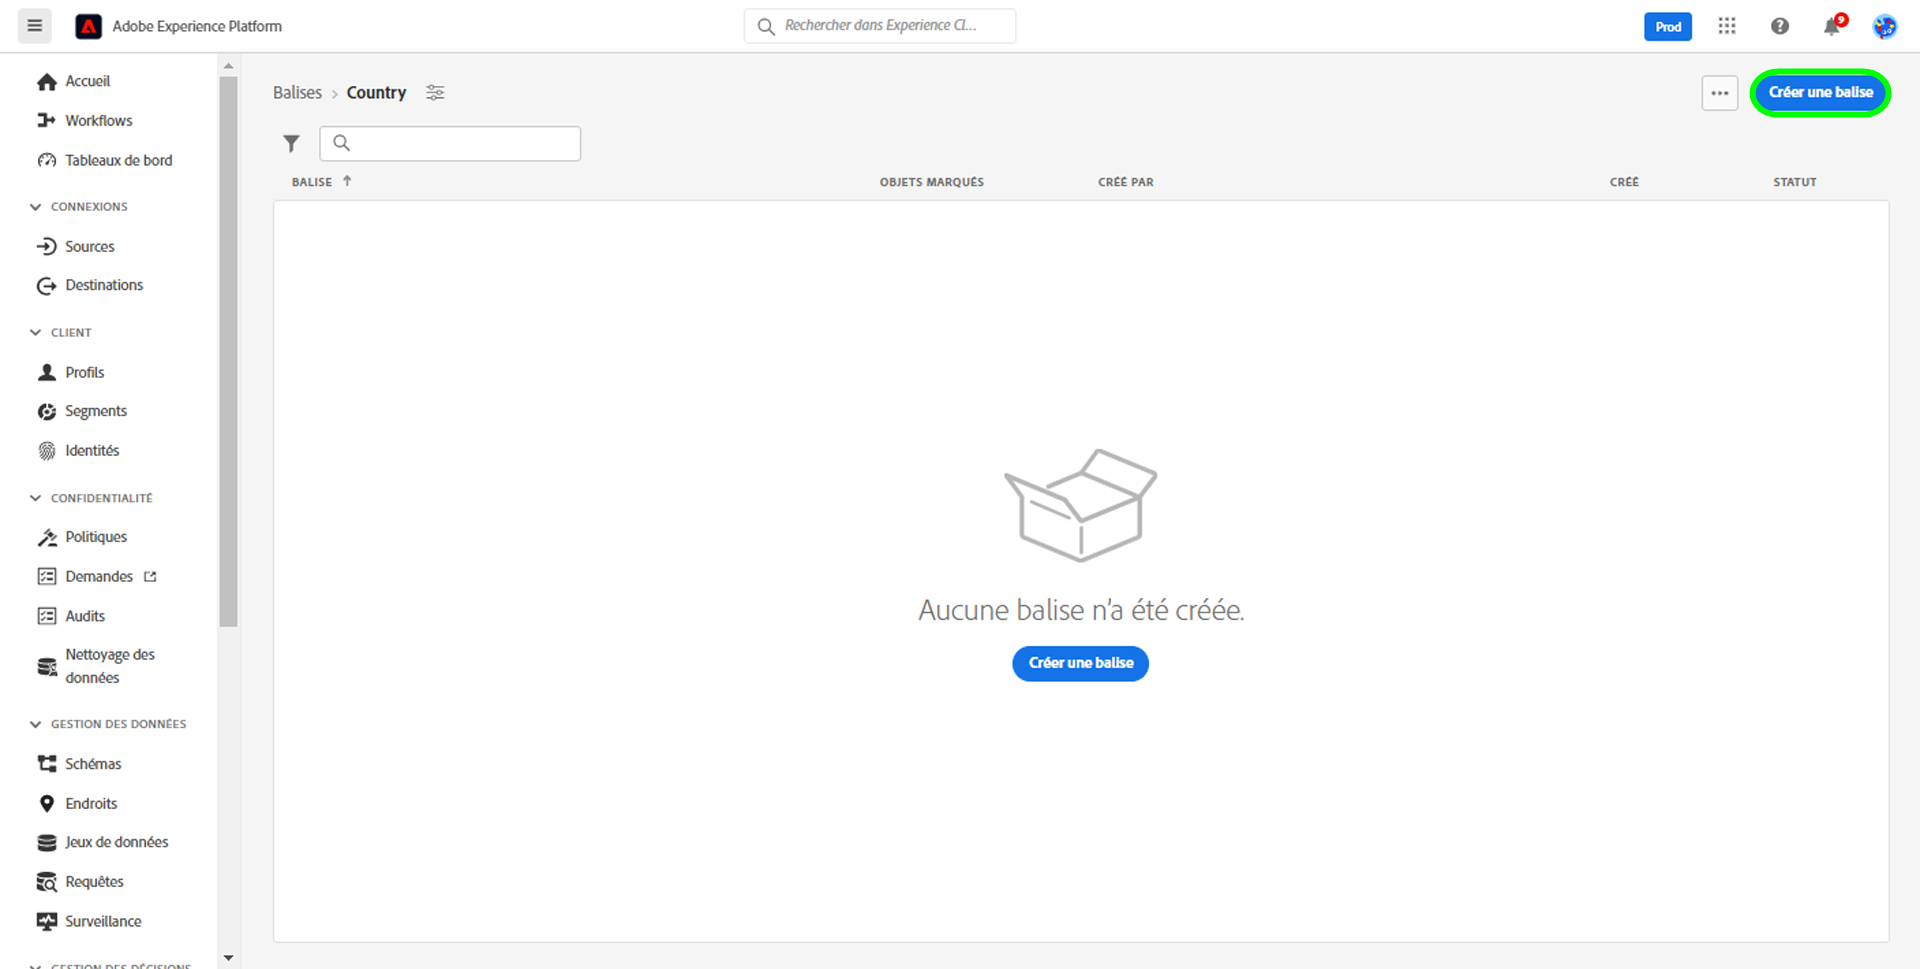 Adobe Experience Platform
Rechercher dans Experience Cl...
Prod
9
Accueil
Workflows
Tableaux de bord
CONNEXIONS
Sources
Destinations
CLIENT
Profils
Segments
Identités
CONFIDENTIALITÉ
Politiques
Demandes
Audits
Nettoyage des
données
GESTION DES DONNÉES
Schémas
Endroits
Jeux de données
Requêtes
Surveillance
GESTION DES DÉCISIONS
Balises > Country
Créer une balise
BALISE ↑ OBJETS MARQUÉS CRÉÉ PAR CRÉÉ STATUT
Aucune balise n’a été créée.
Créer une balise